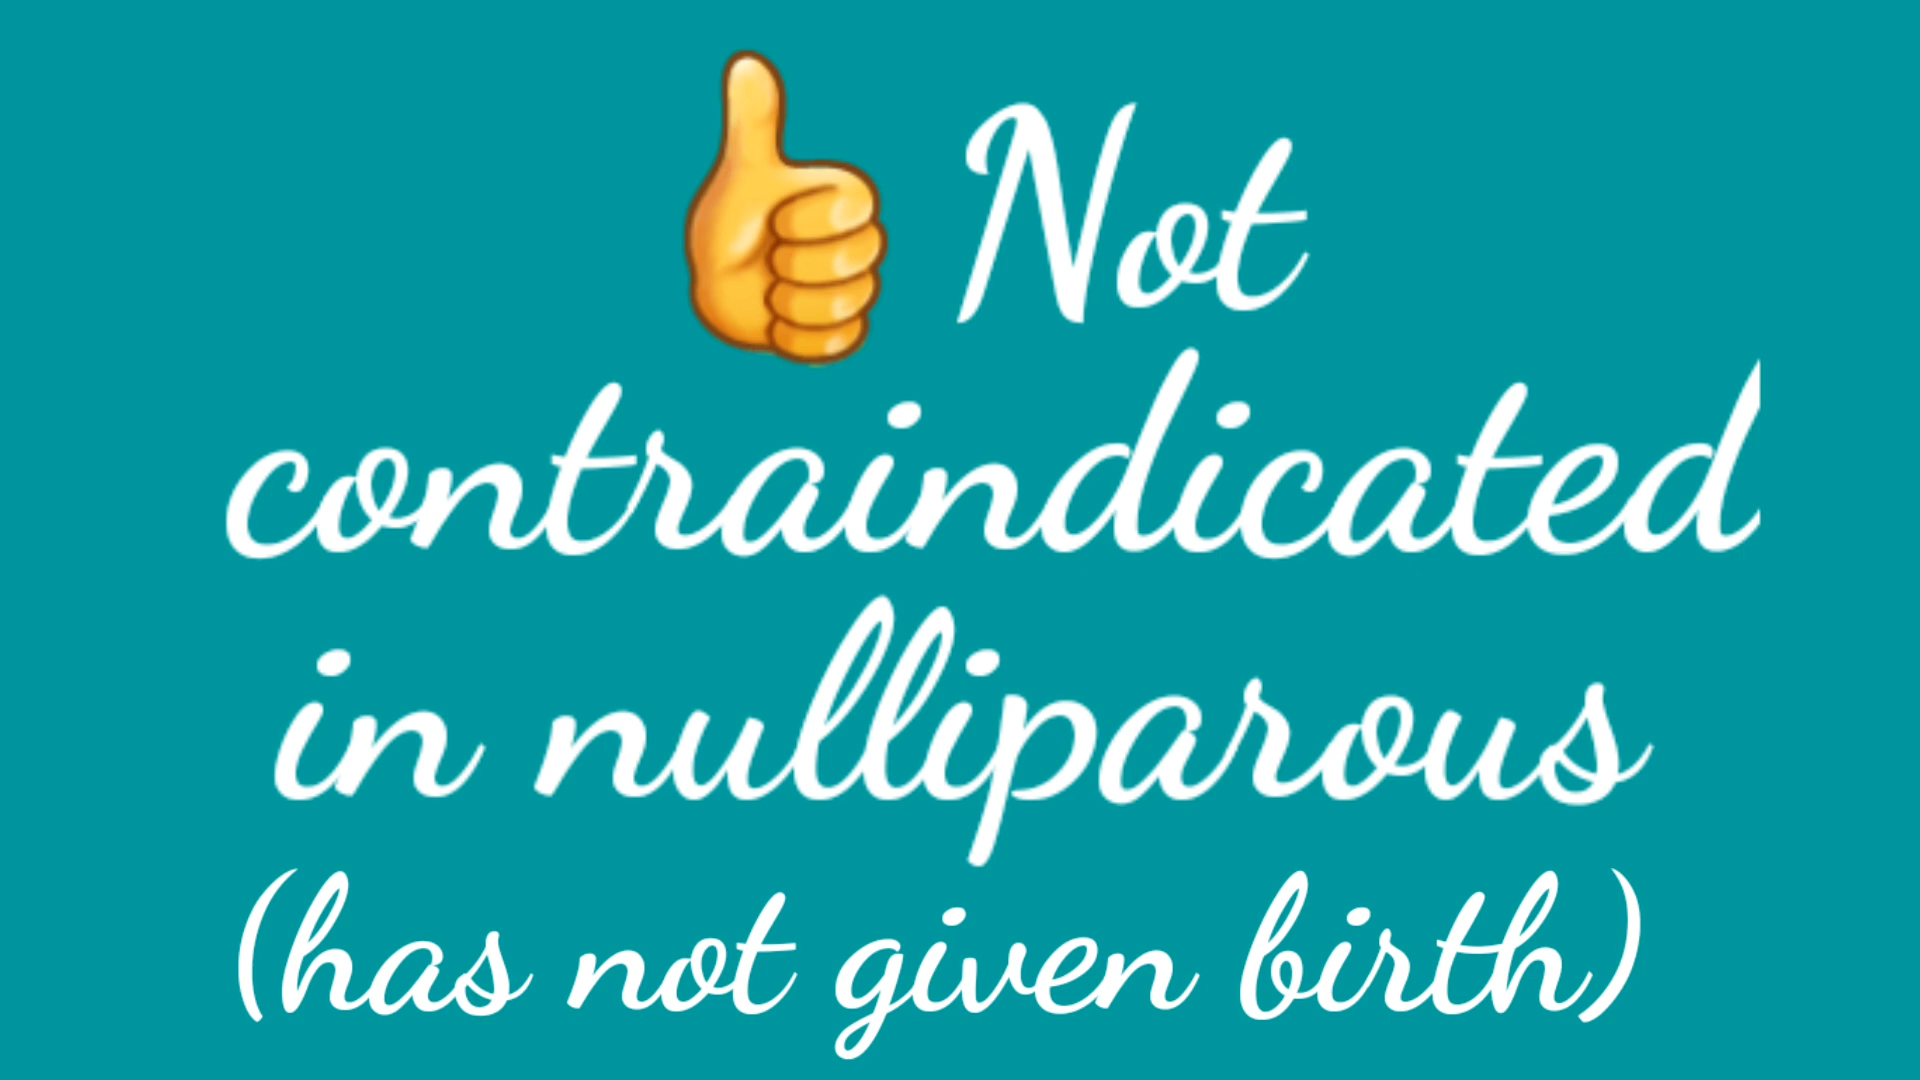 👍 Not
contraindicated
in nulliparous
(has not given birth)